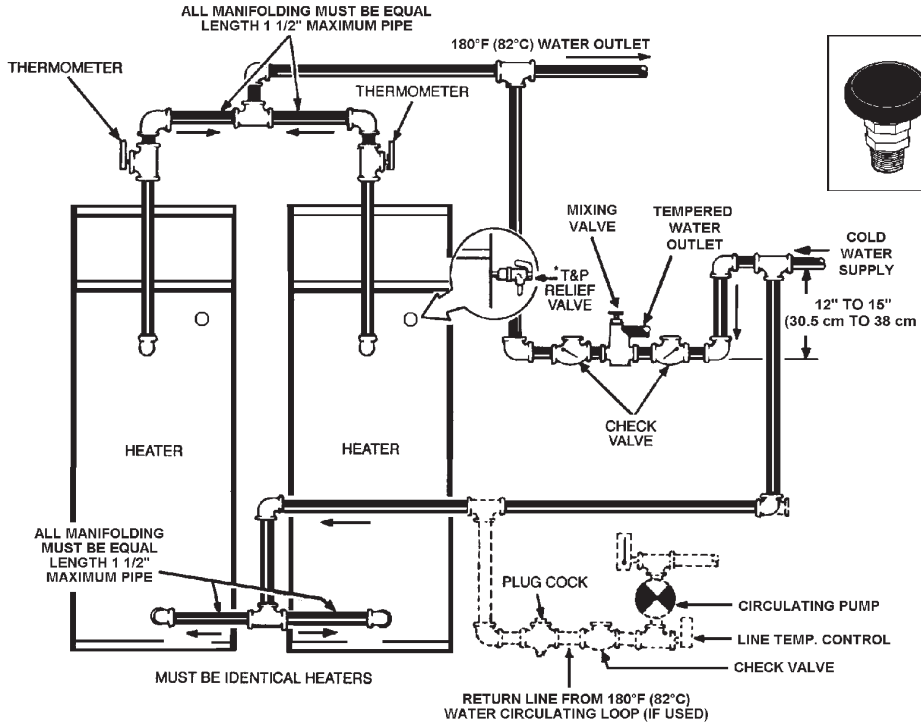 ALL MANIFOLDING MUST BE EQUAL
LENGTH 1 1/2" MAXIMUM PIPE
180°F (82°C) WATER OUTLET
THERMOMETER
THERMOMETER
MIXING
VALVE
TEMPERED
WATER
OUTLET
COLD
WATER
SUPPLY
*T&P
RELIEF
VALVE
12" TO 15"
(30.5 cm TO 38 cm
CHECK
VALVE
HEATER
HEATER
ALL MANIFOLDING
MUST BE EQUAL
LENGTH 1 1/2"
MAXIMUM PIPE
PLUG COCK
CIRCULATING PUMP
LINE TEMP. CONTROL
CHECK VALVE
MUST BE IDENTICAL HEATERS
RETURN LINE FROM 180°F (82°C)
WATER CIRCULATING LOOP (IF USED)